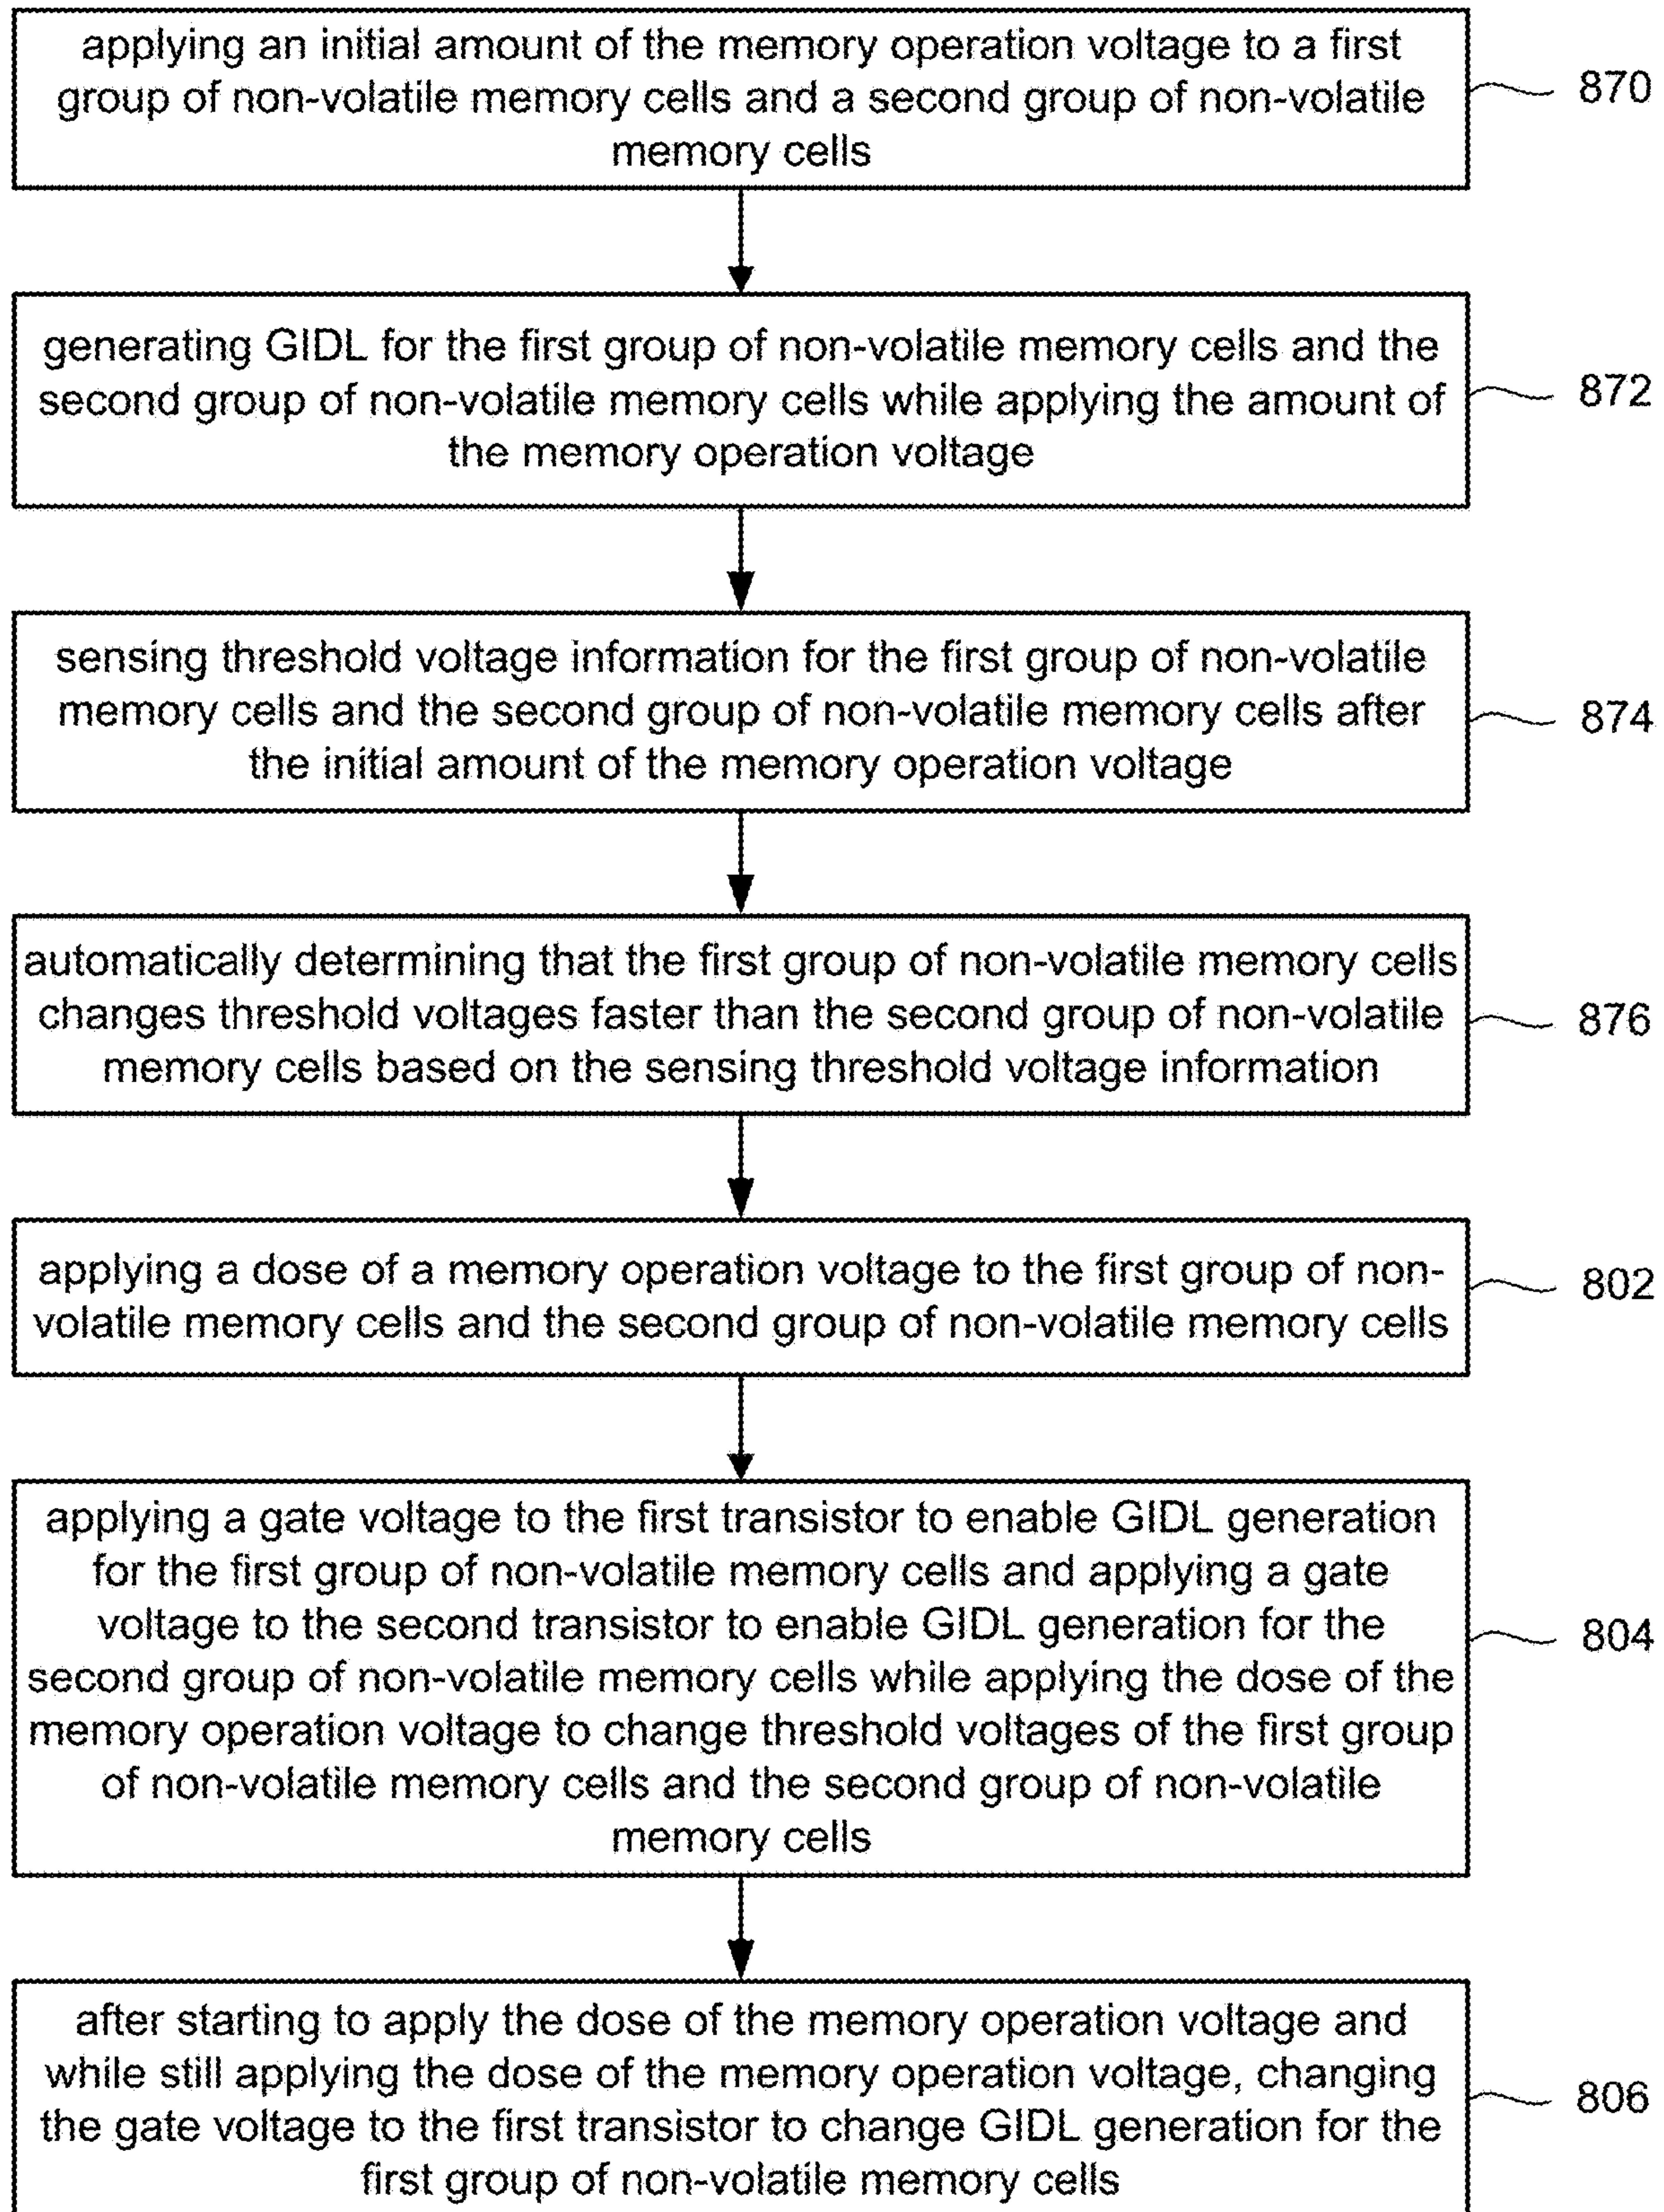 applying an initial amount of the memory operation voltage to a first
group of non-volatile memory cells and a second group of non-volatile
memory cells
870
generating GIDL for the first group of non-volatile memory cells and the
second group of non-volatile memory cells while applying the amount of
the memory operation voltage
872
sensing threshold voltage information for the first group of non-volatile
memory cells and the second group of non-volatile memory cells after
the initial amount of the memory operation voltage
874
automatically determining that the first group of non-volatile memory cells
changes threshold voltages faster than the second group of non-volatile
memory cells based on the sensing threshold voltage information
876
applying a dose of a memory operation voltage to the first group of non-
volatile memory cells and the second group of non-volatile memory cells
802
applying a gate voltage to the first transistor to enable GIDL generation
for the first group of non-volatile memory cells and applying a gate
voltage to the second transistor to enable GIDL generation for the
second group of non-volatile memory cells while applying the dose of the
memory operation voltage to change threshold voltages of the first group
of non-volatile memory cells and the second group of non-volatile
memory cells
804
after starting to apply the dose of the memory operation voltage and
while still applying the dose of the memory operation voltage, changing
the gate voltage to the first transistor to change GIDL generation for the
first group of non-volatile memory cells
806